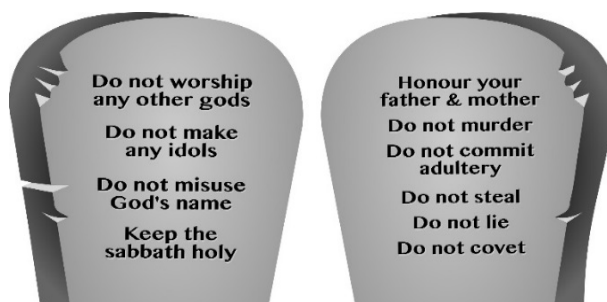 Do not worship
any other gods
Do not make
any idols
Do not misuse
God's name
Keep the
sabbath holy
Honour your
father & mother
Do not murder
Do not commit
adultery
Do not steal
Do not lie
Do not covet